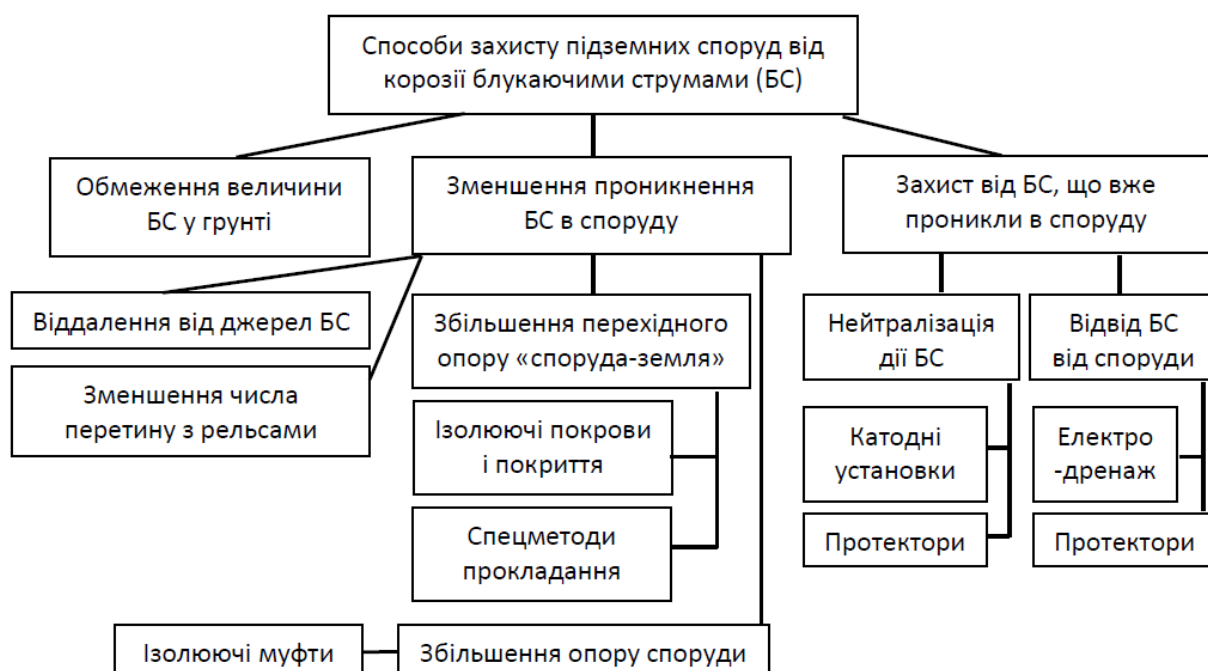 Способи захисту підземних споруд від
корозії блукаючими струмами (БС)
Обмеження величини
БС у грунті
Зменшення проникнення
БС в споруду
Захист від БС, що вже
проникли в споруду
Віддалення від джерел БС
Зменшення числа
перетину з рельсами
Збільшення перехідного
опору «споруда-земля»
Ізолюючі покрови
і покриття
Спецметоди
прокладання
Ізолюючі муфти
Збільшення опору споруди
Нейтралізація
дії БС
Катодні
установки
Протектори
Відвід БС
від споруди
Електро
-дренаж
Протектори